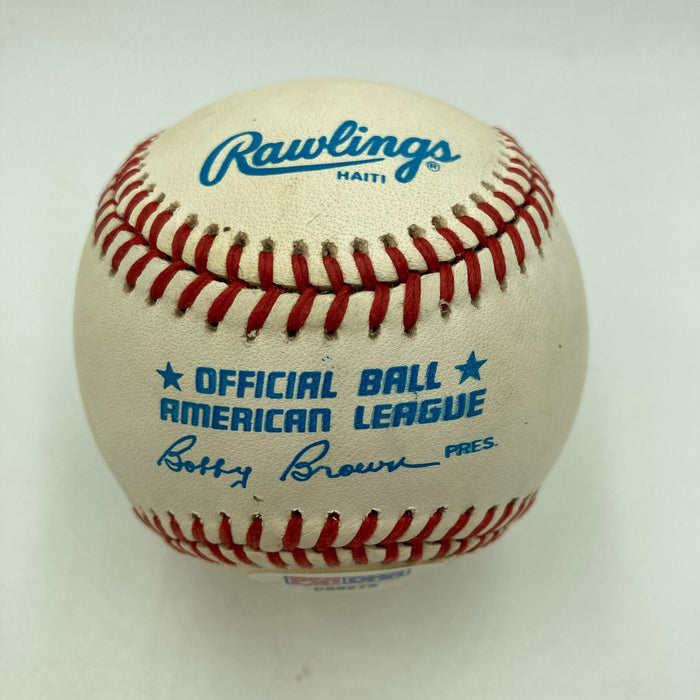 Rawlings®
HAITI
★ OFFICIAL BALL ★
AMERICAN LEAGUE
Bobby Brown PRES.